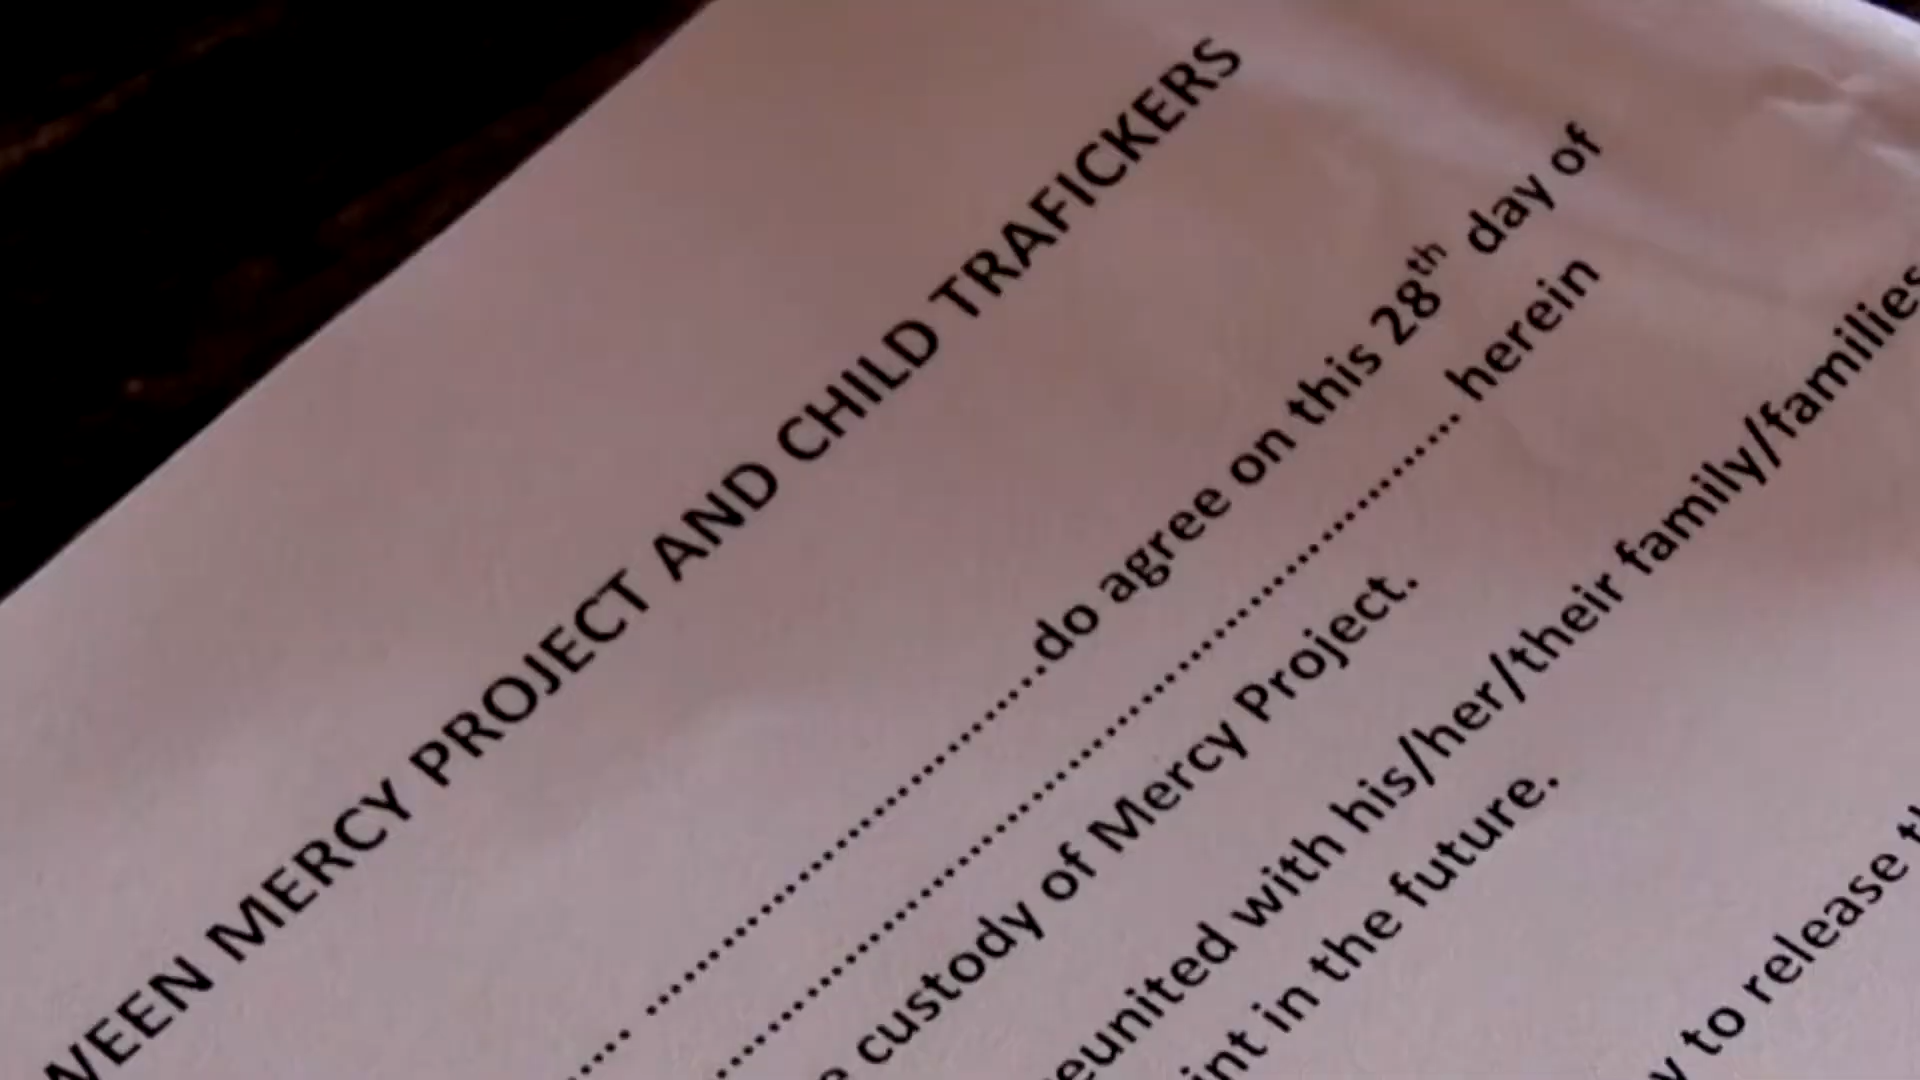 WEEN MERCY PROJECT AND CHILD TRAFICKERS
.............................do agree on this 28th day of
............................................... herein
custody of Mercy Project.
eunited with his/her/their family/families
int in the future.
to release